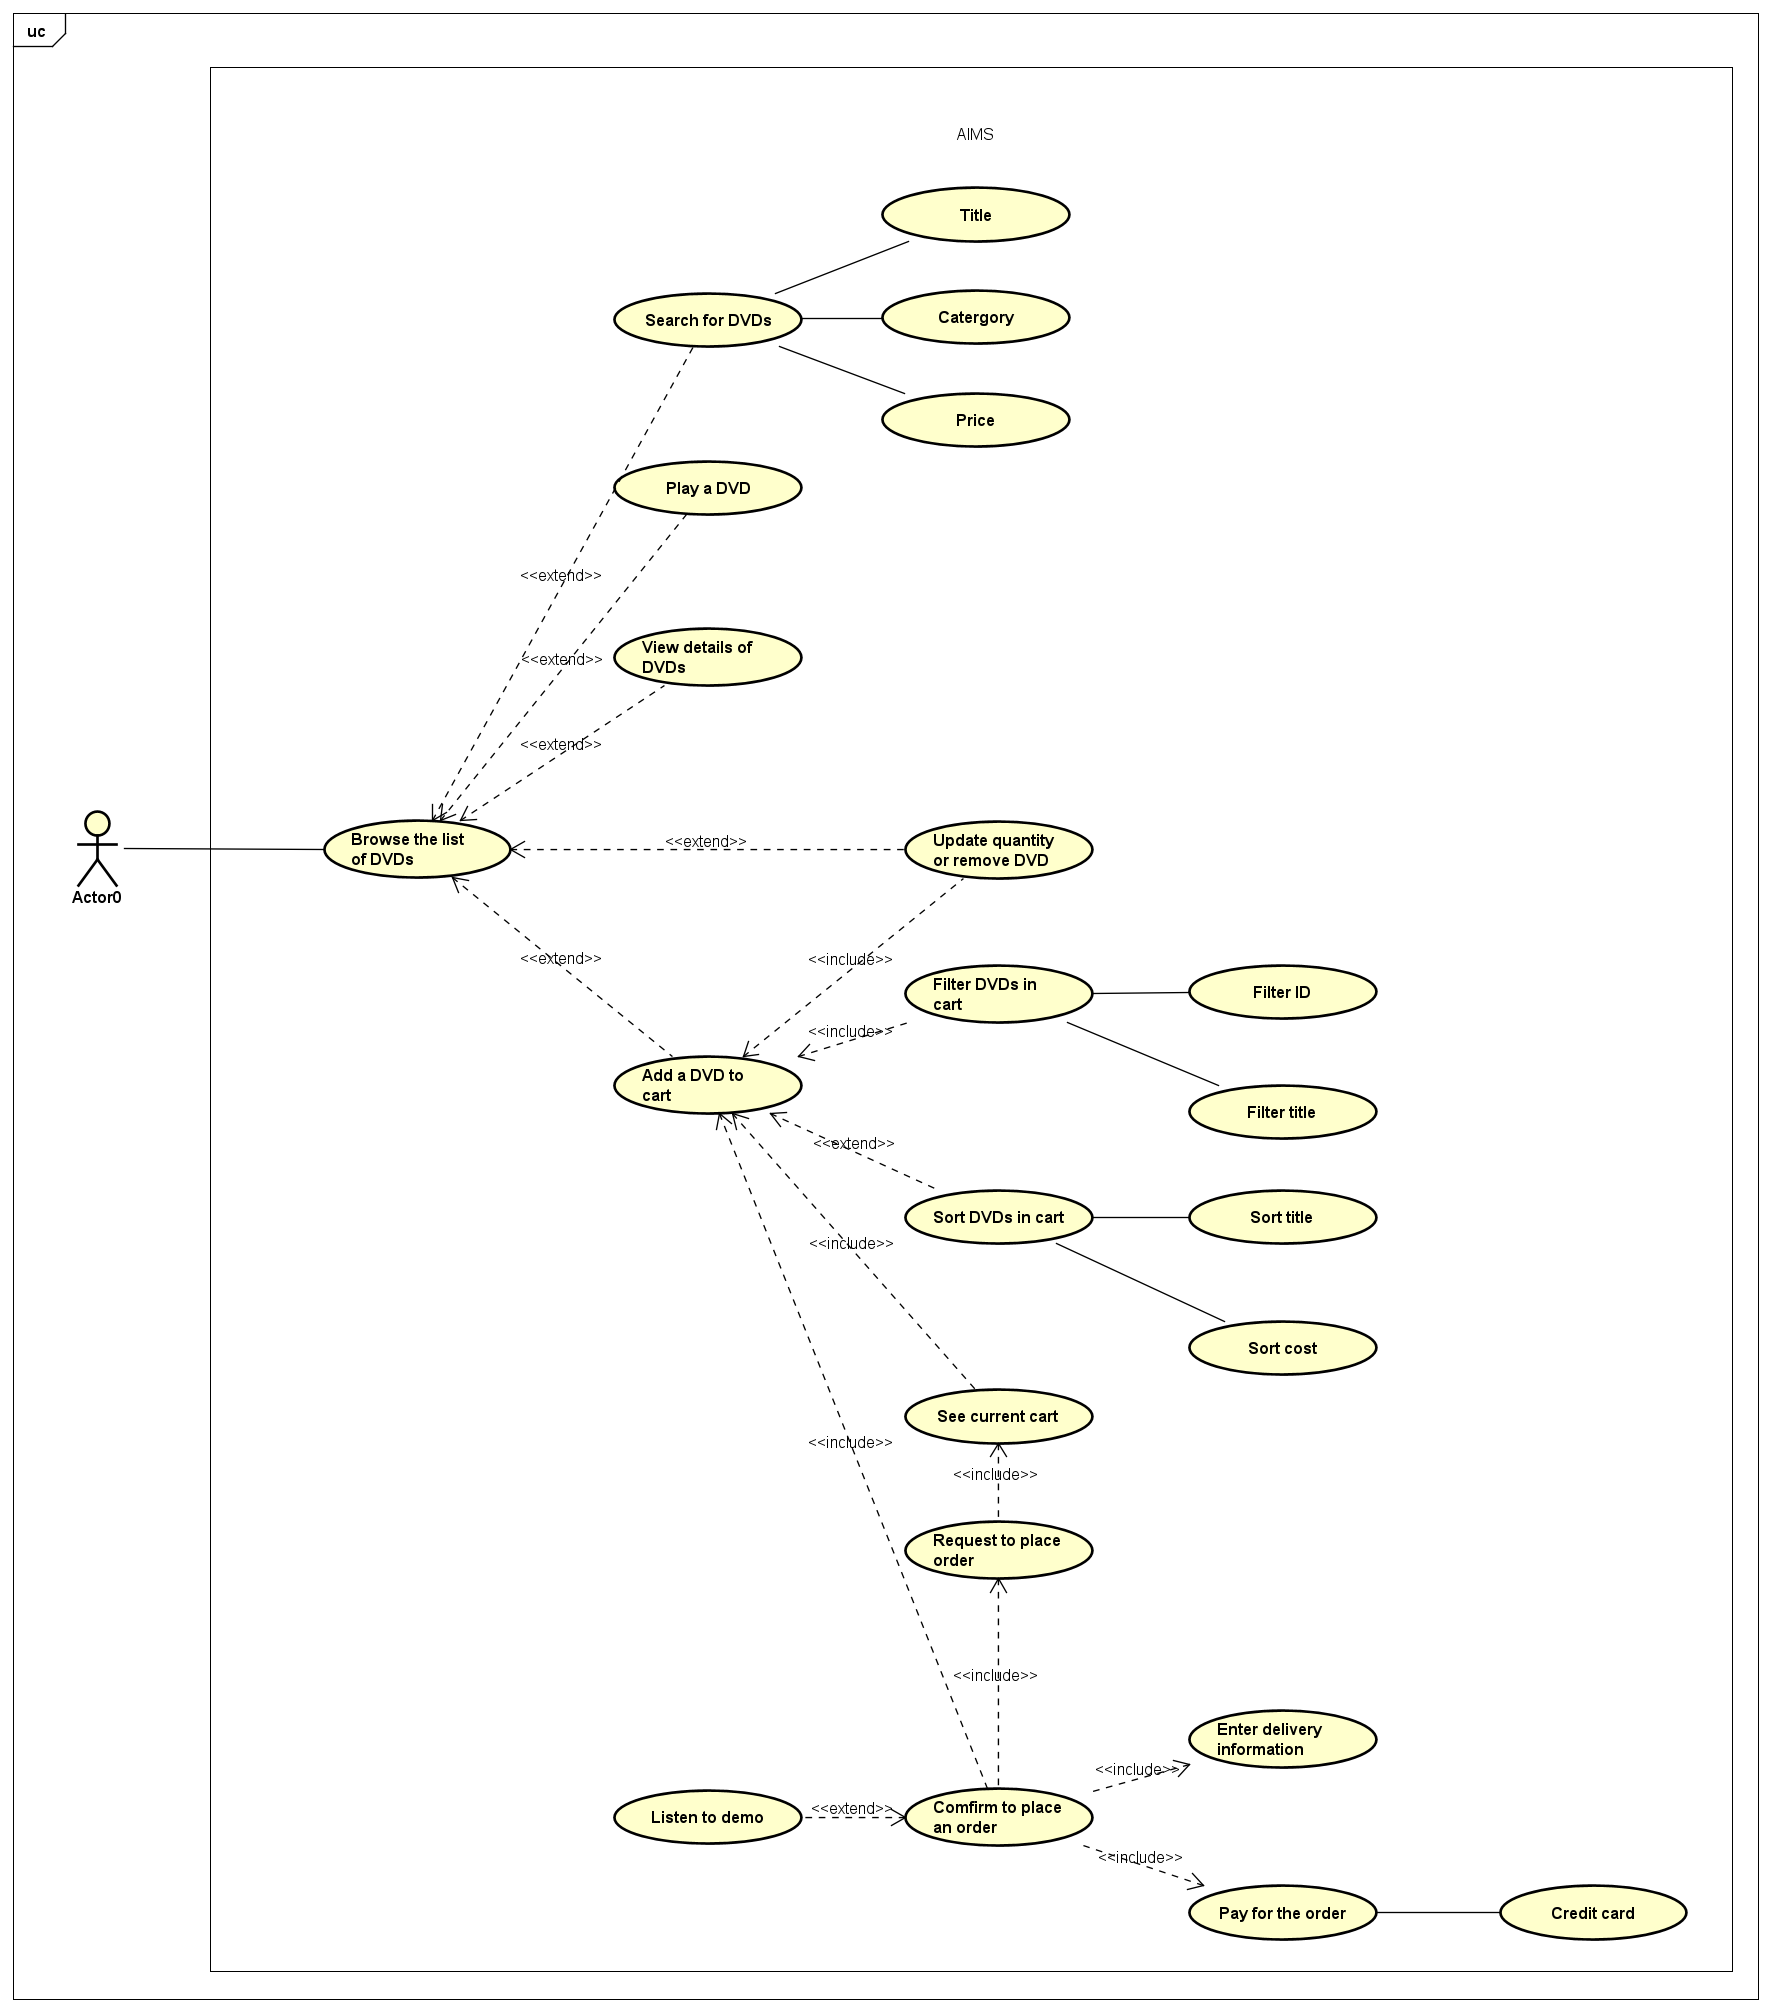 uc
AIMS
Title
Search for DVDs
Catergory
Price
Play a DVD
<<extend>>
View details of
DVDs
<<extend>>
<<extend>>
Browse the list
of DVDs
<<extend>>
Update quantity
or remove DVD
Actor0
<<extend>>
<<include>>
Filter DVDs in
cart
Filter ID
<<include>>
Add a DVD to
cart
Filter title
<<extend>>
Sort DVDs in cart
Sort title
<<include>>
Sort cost
See current cart
<<include>>
<<include>>
Request to place
order
<<include>>
Enter delivery
information
<<include>>
Listen to demo
<<extend>>
Comfirm to place
an order
<<include>>
Pay for the order
Credit card